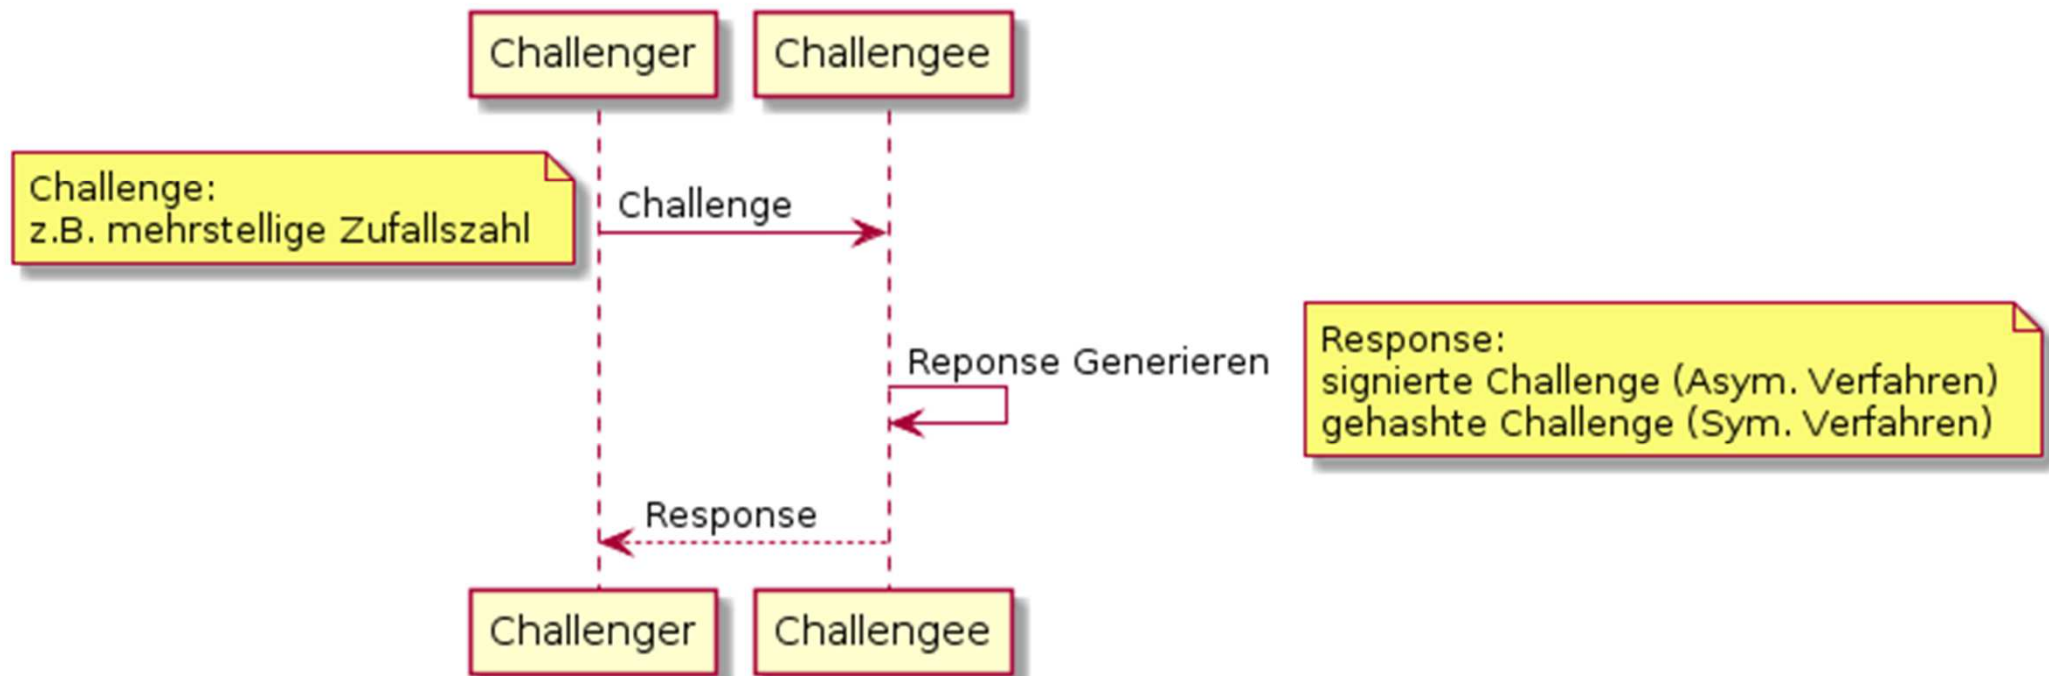 Challenger
Challengee
Challenge:
z.B. mehrstellige Zufallszahl
Challenge
Reponse Generieren
Response:
signierte Challenge (Asym. Verfahren)
gehashte Challenge (Sym. Verfahren)
Response
Challenger
Challengee